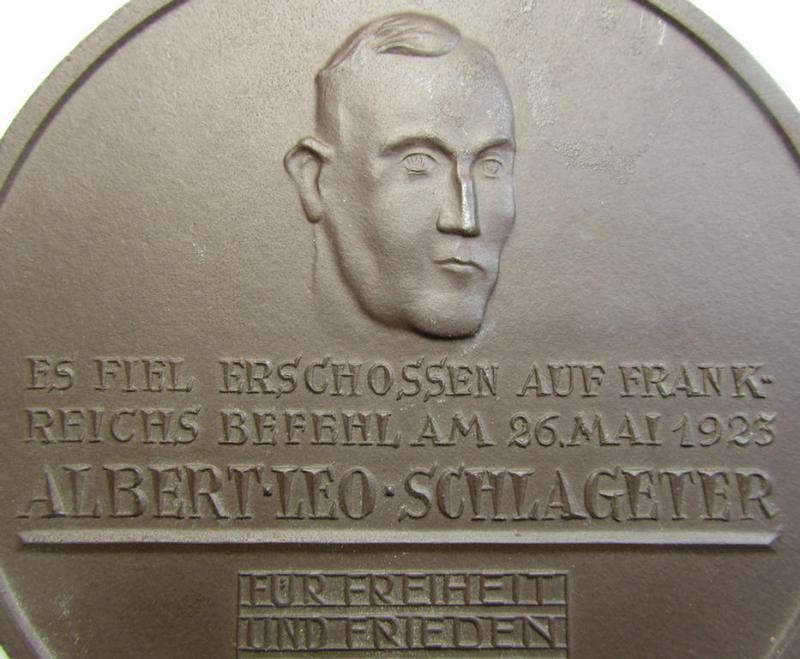 ES FIEL ERSCHOSSEN AUF FRANK-
REICHS BEFEHL AM 26. MAI 1923
ALBERT · LEO · SCHLAGETER
FÜR FREIHEIT
UND FRIEDEN